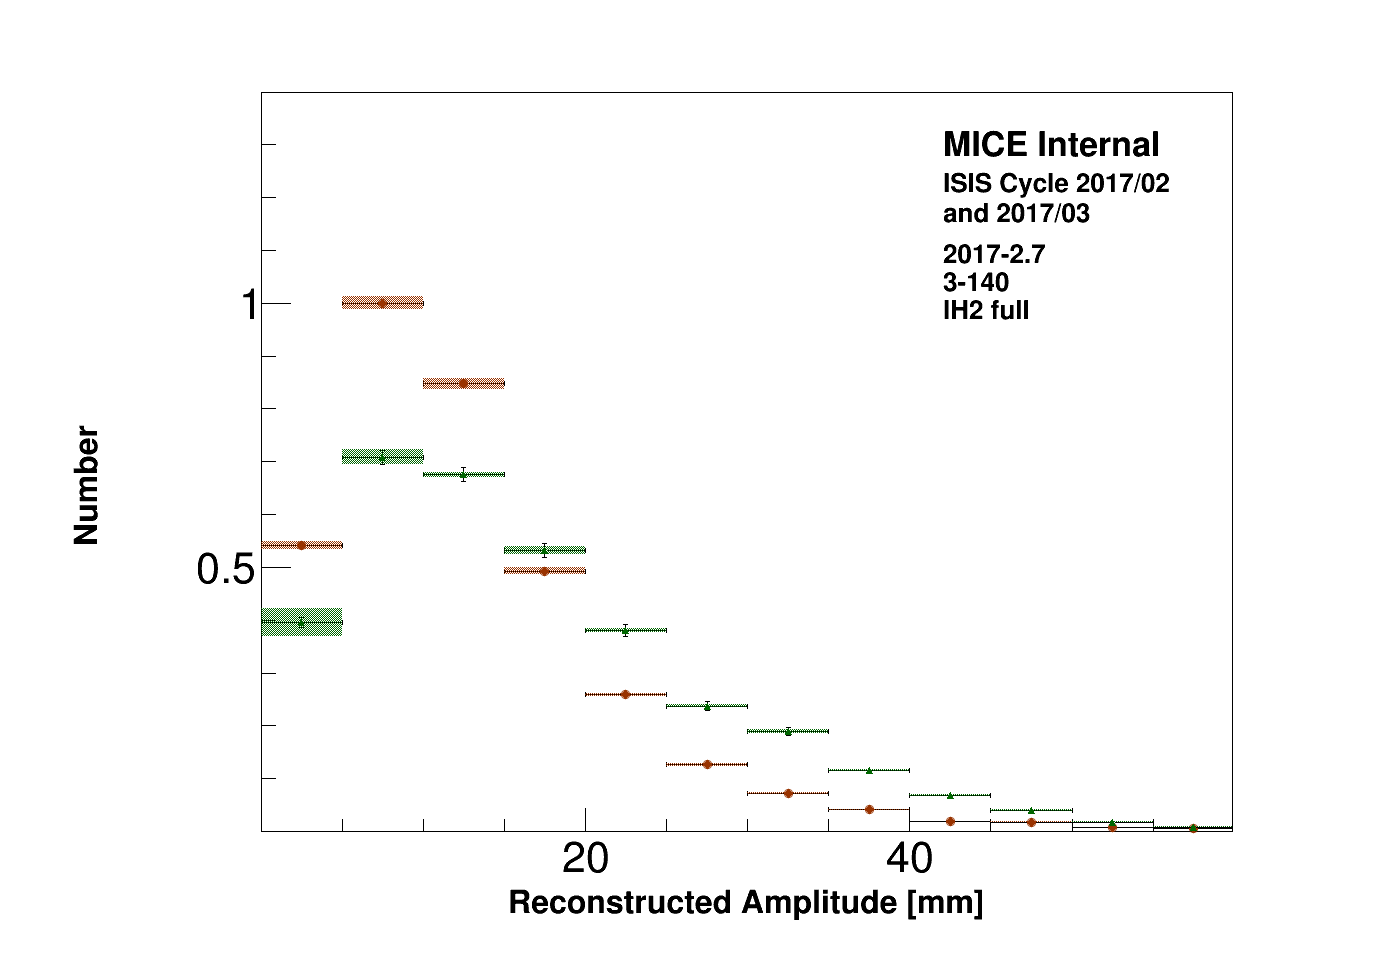 MICE Internal
ISIS Cycle 2017/02
and 2017/03
2017-2.7
3-140
IH2 full
1
0.5
Number
20
40
Reconstructed Amplitude [mm]